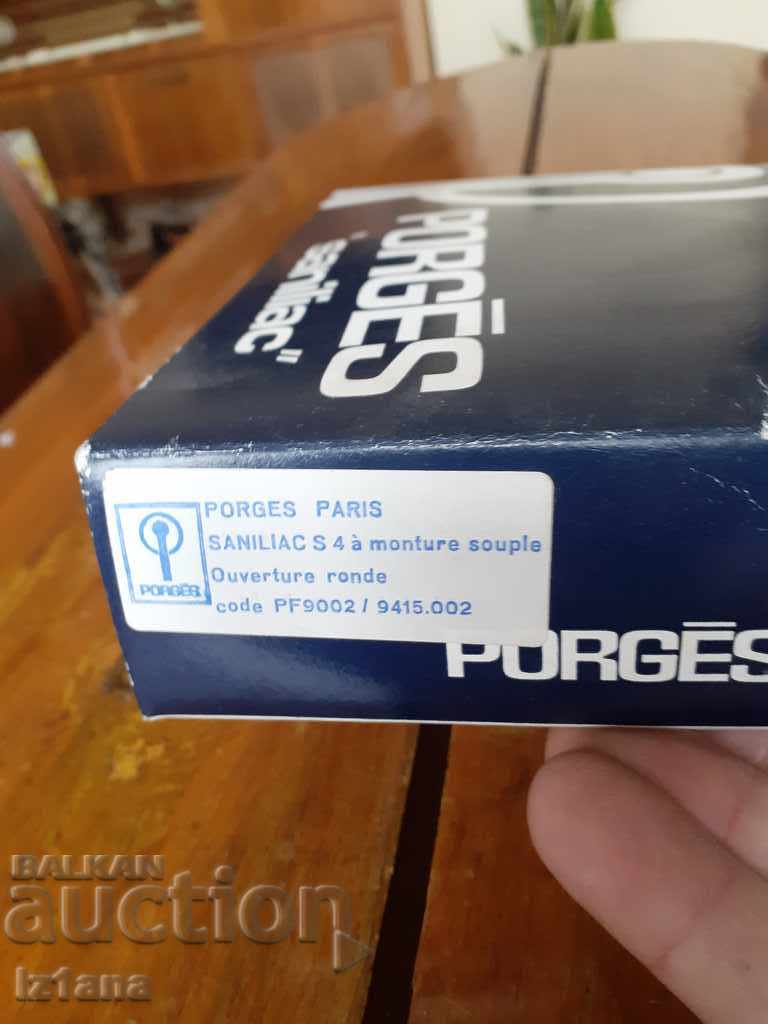 PORGĒS
"saniliac"
PORGES PARIS
SANILIAC S 4 à monture souple
Ouverture ronde
code PF9002 / 9415.002
PORGĒS
PORGĒS
BALKAN
auction
Iz1ana